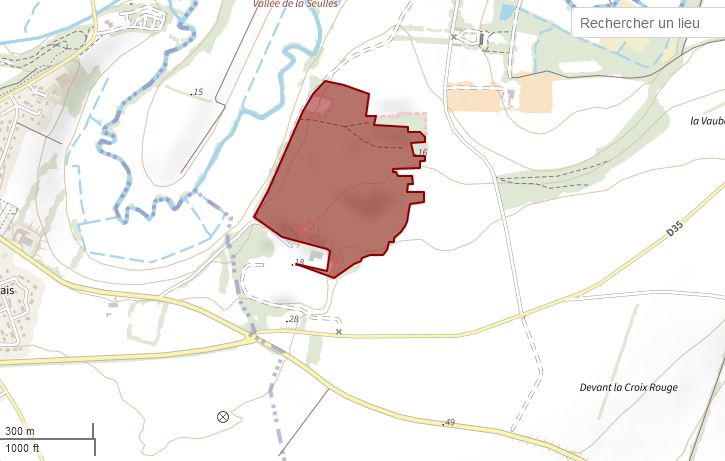 Vallée de la Seulles
Rechercher un lieu
.15
la Vaub
16
D35
.18
ais
.28
Devant la Croix Rouge
.49
300 m
1000 ft